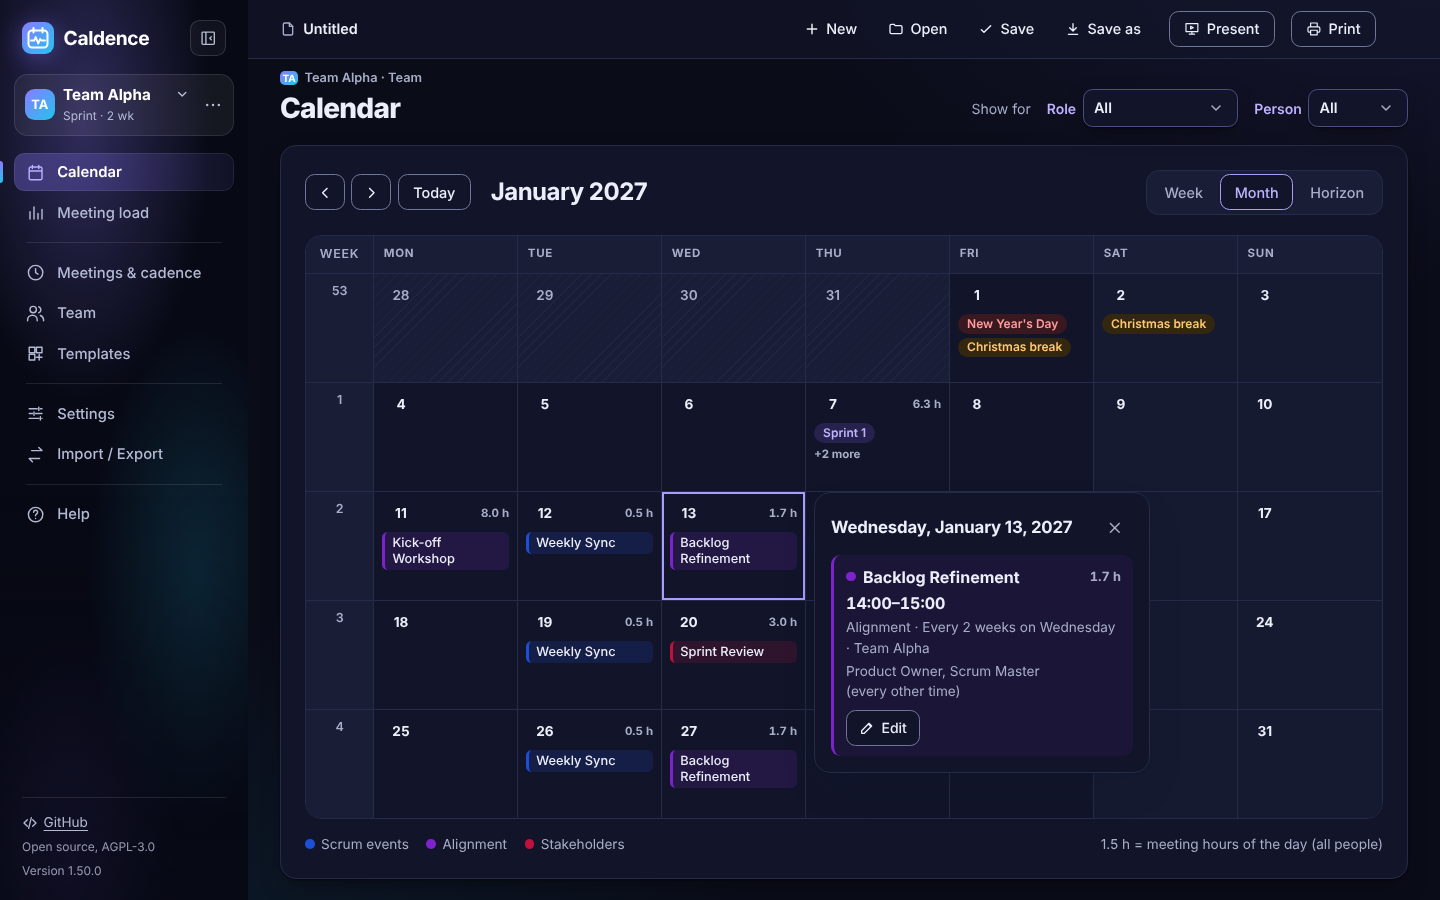 Caldence
TA
Team Alpha
Sprint · 2 wk
Calendar
Meeting load
Meetings & cadence
Team
Templates
Settings
Import / Export
Help
GitHub
Open source, AGPL-3.0
Version 1.50.0
Untitled
New
Open
Save
Save as
Present
Print
TA Team Alpha · Team
Calendar
Show for
Role
All
Person
All
Today
January 2027
Week
Month
Horizon
WEEK MON TUE WED THU FRI SAT SUN
53 28 29 30 31 1 2 3
New Year's Day
Christmas break
Christmas break
1 4 5 6 7 6.3 h 8 9 10
Sprint 1
+2 more
2 11 8.0 h 12 0.5 h 13 1.7 h 17
Kick-off
Workshop
Weekly Sync
Backlog
Refinement
3 18 19 0.5 h 20 3.0 h 24
Weekly Sync
Sprint Review
4 25 26 0.5 h 27 1.7 h 31
Weekly Sync
Backlog
Refinement
Wednesday, January 13, 2027
Backlog Refinement 1.7 h
14:00–15:00
Alignment · Every 2 weeks on Wednesday
· Team Alpha
Product Owner, Scrum Master
(every other time)
Edit
Scrum events
Alignment
Stakeholders
1.5 h = meeting hours of the day (all people)